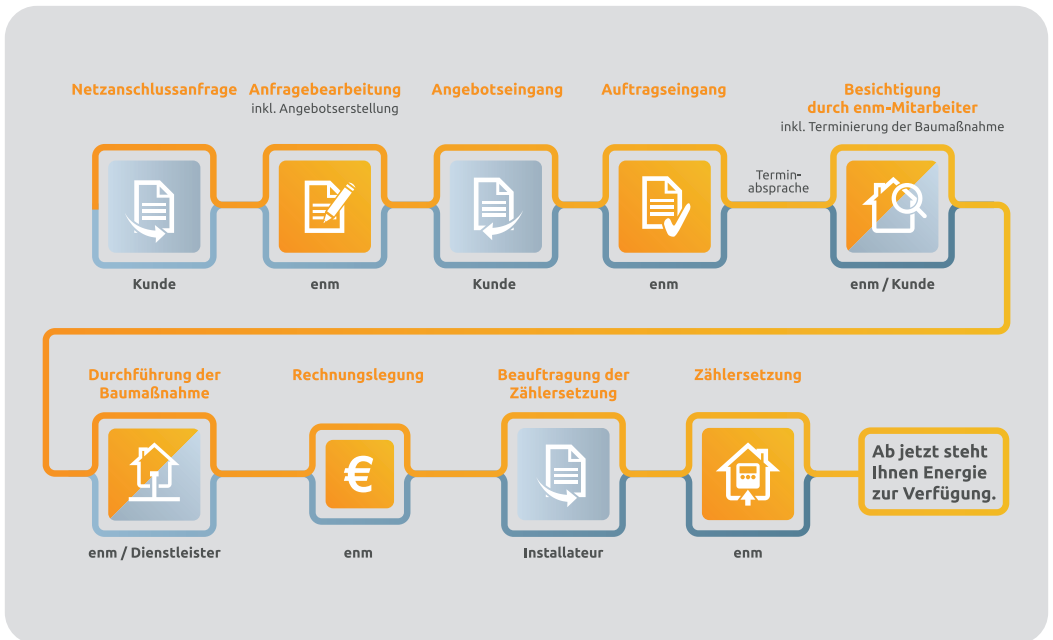 Netzanschlussanfrage
Anfragebearbeitung
inkl. Angebotserstellung
Angebotseingang
Auftragseingang
Besichtigung
durch enm-Mitarbeiter
inkl. Terminierung der Baumaßnahme
Termin-
absprache
Kunde
enm
Kunde
enm
enm / Kunde
Durchführung der
Baumaßnahme
Rechnungslegung
Beauftragung der
Zählersetzung
Zählersetzung
€
Ab jetzt steht
Ihnen Energie
zur Verfügung.
enm / Dienstleister
enm
Installateur
enm